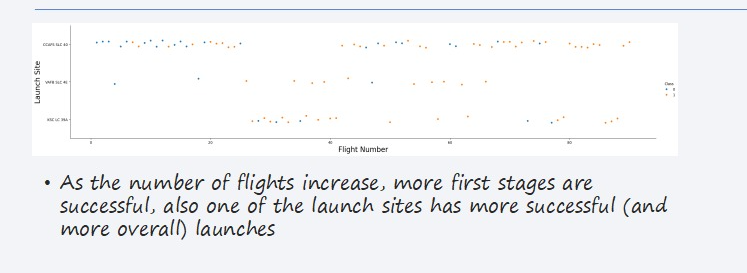 CCAFS SLC 40
VAFB SLC 4E
KSC LC 39A
Launch Site
0 20 40 60 80
Flight Number
Class
0
1
• As the number of flights increase, more first stages are
successful, also one of the launch sites has more successful (and
more overall) launches